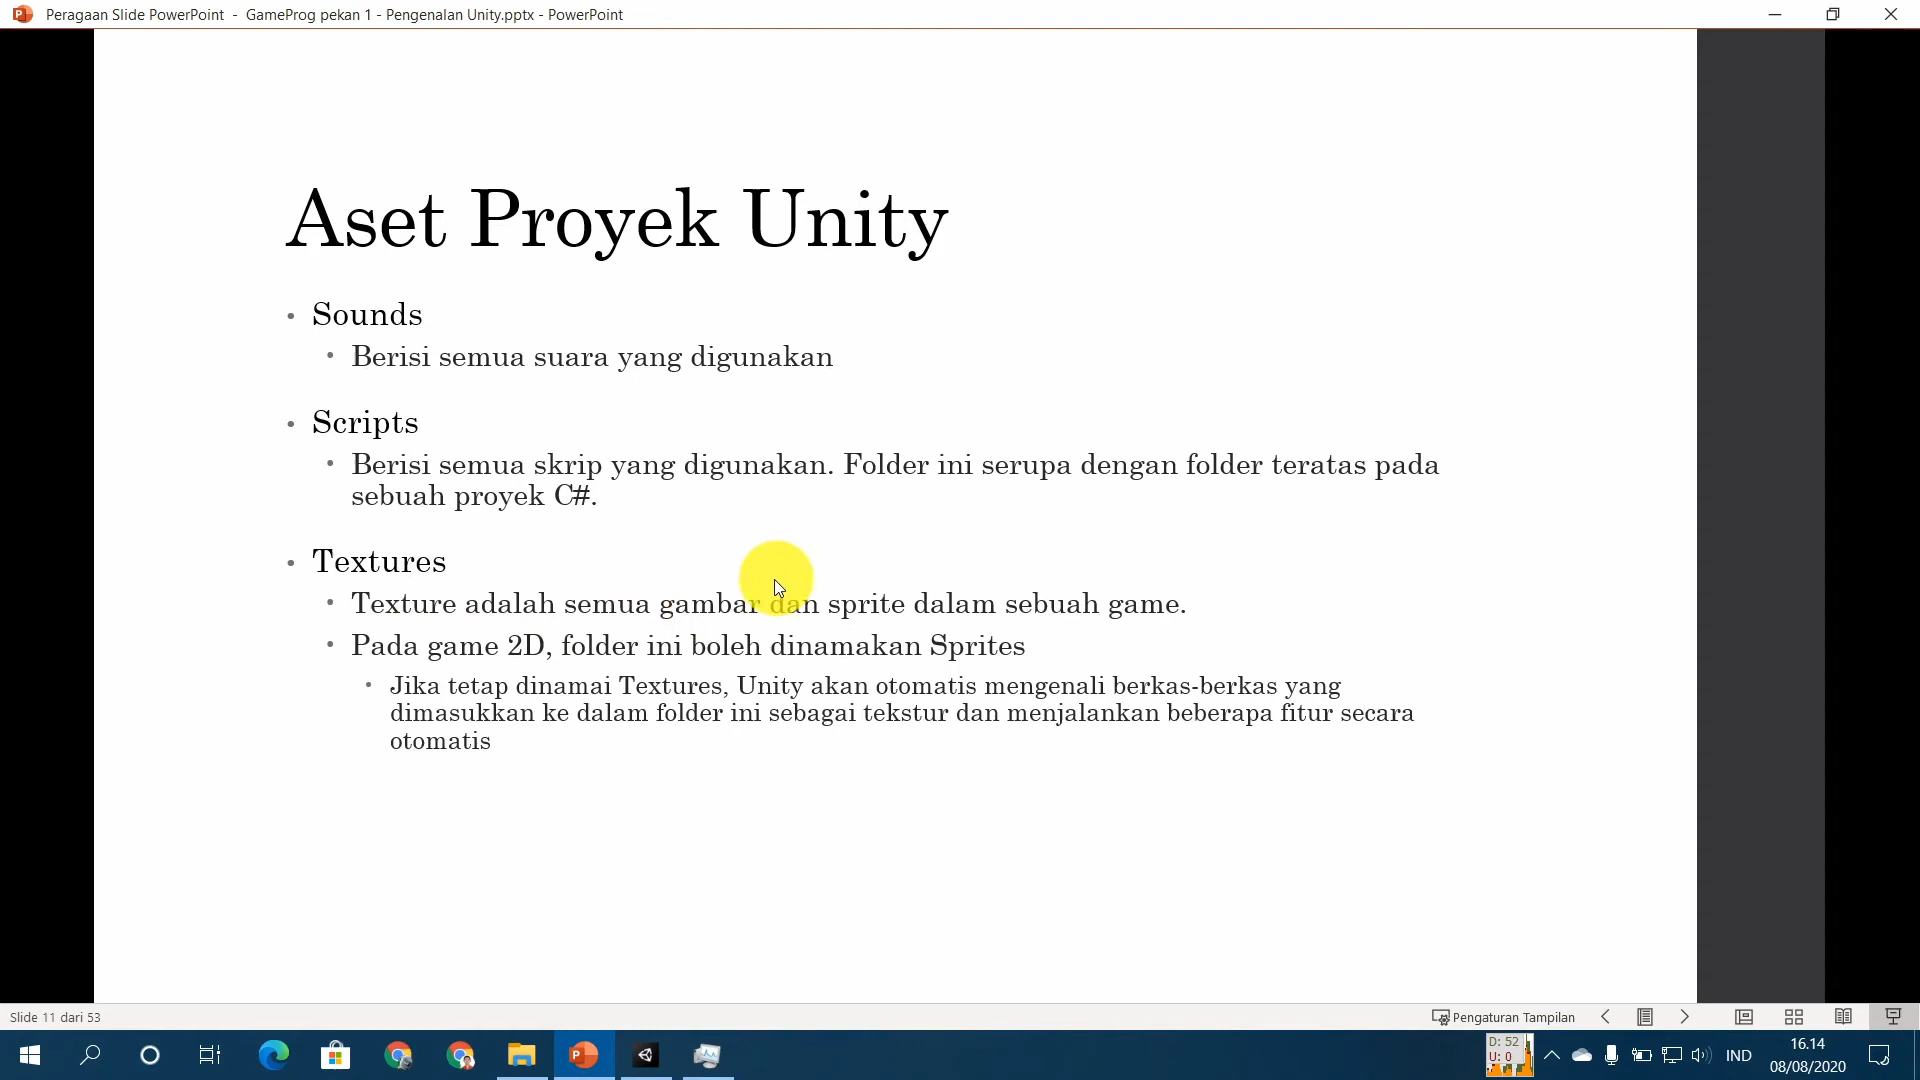 Peragaan Slide PowerPoint - GameProg pekan 1 - Pengenalan Unity.pptx - PowerPoint
Aset Proyek Unity
• Sounds
• Berisi semua suara yang digunakan
• Scripts
• Berisi semua skrip yang digunakan. Folder ini serupa dengan folder teratas pada
sebuah proyek C#.
• Textures
• Texture adalah semua gambar dan sprite dalam sebuah game.
• Pada game 2D, folder ini boleh dinamakan Sprites
• Jika tetap dinamai Textures, Unity akan otomatis mengenali berkas-berkas yang
dimasukkan ke dalam folder ini sebagai tekstur dan menjalankan beberapa fitur secara
otomatis
Slide 11 dari 53
Pengaturan Tampilan
D: 52
U: 0
IND
16.14
08/08/2020